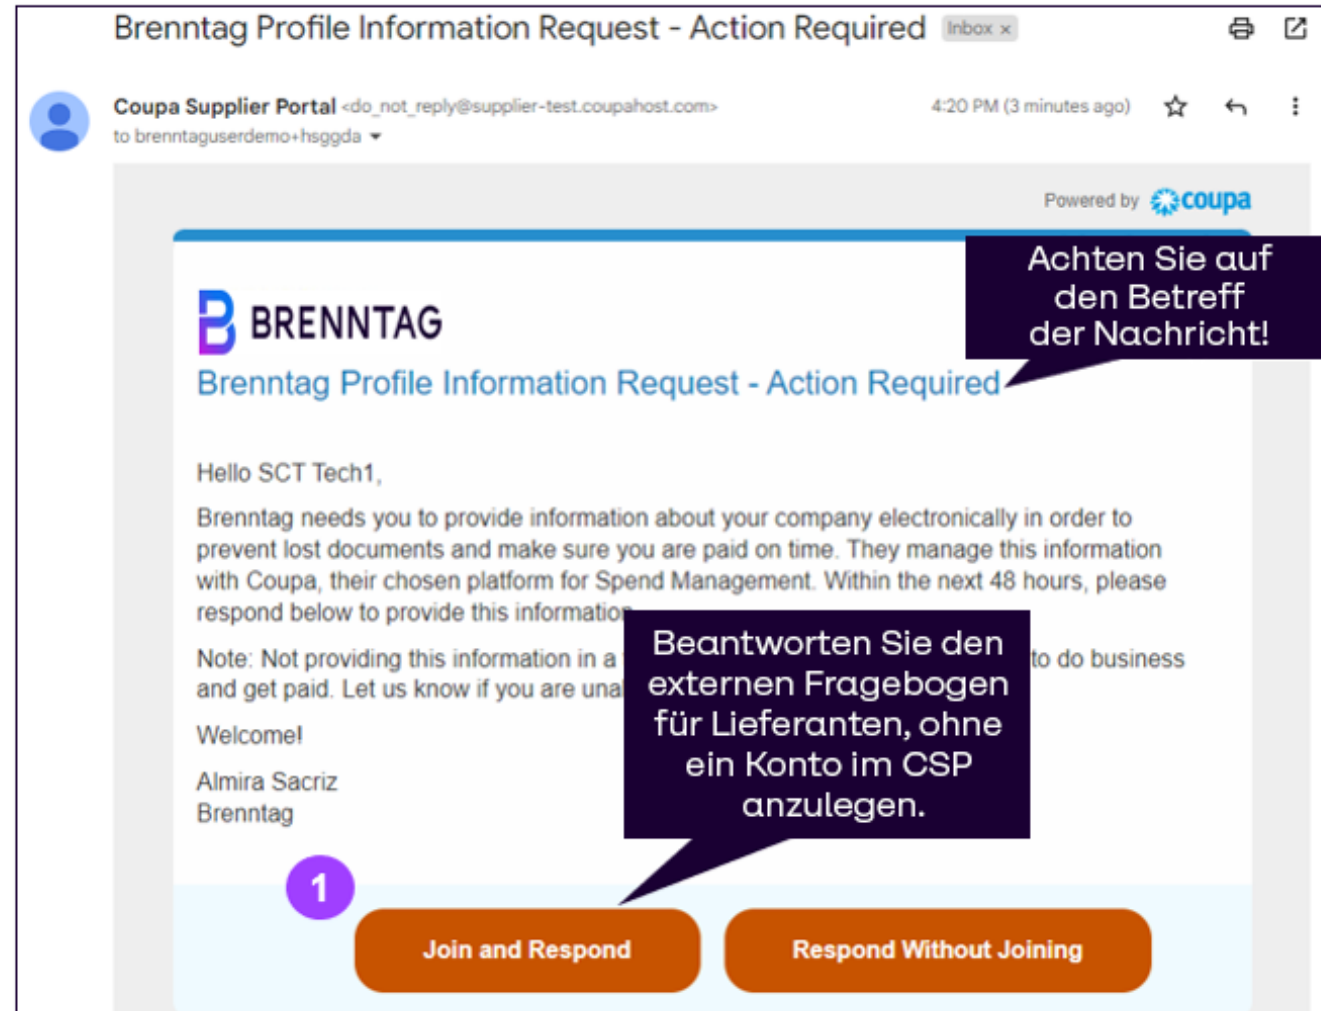 Brenntag Profile Information Request - Action Required Inbox x
Coupa Supplier Portal <do_not_reply@supplier-test.coupahost.com> 4:20 PM (3 minutes ago)
to brenntaguserdemo+hsggda
Powered by coupa
Achten Sie auf
den Betreff
der Nachricht!
BRENNTAG
Brenntag Profile Information Request - Action Required
Hello SCT Tech1,
Brenntag needs you to provide information about your company electronically in order to
prevent lost documents and make sure you are paid on time. They manage this information
with Coupa, their chosen platform for Spend Management. Within the next 48 hours, please
respond below to provide this information
Note: Not providing this information in a to do business
and get paid. Let us know if you are
Beantworten Sie den
externen Fragebogen
für Lieferanten, ohne
ein Konto im CSP
anzulegen.
Welcome!
Almira Sacriz
Brenntag
1
Join and Respond Respond Without Joining